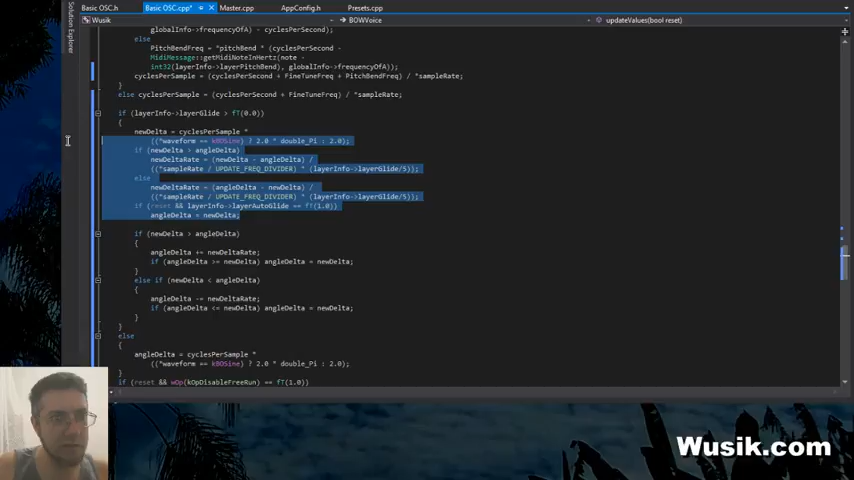 Basic OSC.h
Basic OSC.cpp*
Master.cpp
AppConfig.h
Presets.cpp
Solution Explorer
Wusik
BOWVoice
updateValues(bool reset)
globalInfo->frequencyOfA) - cyclesPerSecond);
else
PitchBendFreq = *pitchBend * (cyclesPerSecond -
MidiMessage::getMidiNoteInHertz (note -
int32(layerInfo->layerPitchBend), globalInfo->frequencyOfA));
cyclesPerSample = (cyclesPerSecond + FineTuneFreq + PitchBendFreq) / *sampleRate;
}
else cyclesPerSample = (cyclesPerSecond + FineTuneFreq) / *sampleRate;
if (layerInfo->layerGlide > fT(0.0))
{
newDelta = cyclesPerSample *
((*waveform == kBOSine) ? 2.0 * double_Pi : 2.0);
if (newDelta > angleDelta)
newDeltaRate = (newDelta - angleDelta) /
((*sampleRate / UPDATE_FREQ_DIVIDER) * (layerInfo->layerGlide/5));
else
newDeltaRate = (angleDelta - newDelta) /
((*sampleRate / UPDATE_FREQ_DIVIDER) * (layerInfo->layerGlide/5));
if (reset && layerInfo->layerAutoGlide == fT(1.0))
angleDelta = newDelta;
if (newDelta > angleDelta)
{
angleDelta += newDeltaRate;
if (angleDelta >= newDelta) angleDelta = newDelta;
}
else if (newDelta < angleDelta)
{
angleDelta -= newDeltaRate;
if (angleDelta <= newDelta) angleDelta = newDelta;
}
}
else
{
angleDelta = cyclesPerSample *
((*waveform == kBOSine) ? 2.0 * double_Pi : 2.0);
}
if (reset && wOp(kOpDisableFreeRun) == fT(1.0))
Wusik.com